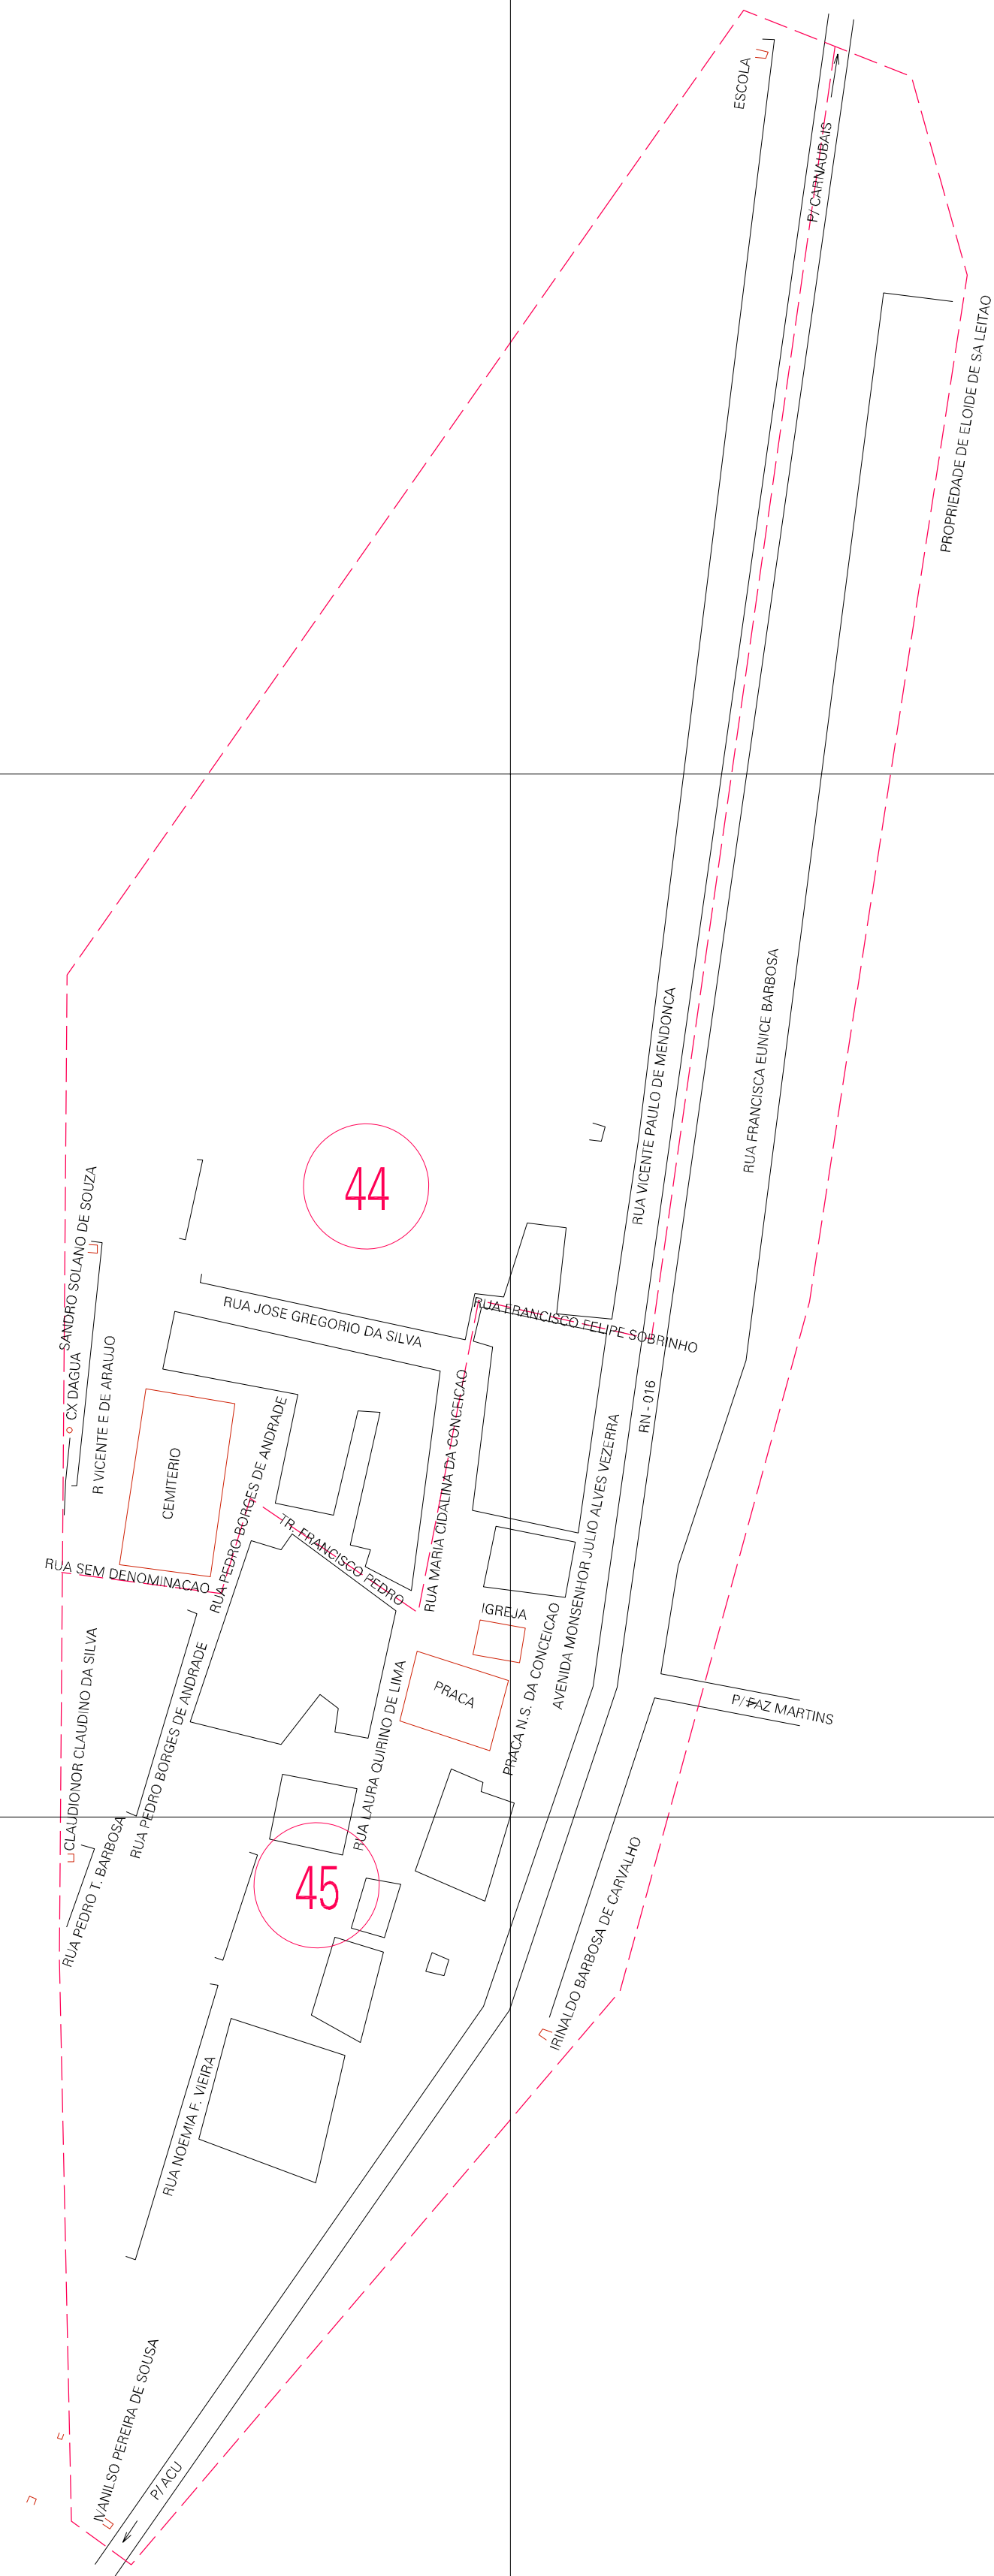 ESCOLA
P/ CARNAUBAIS
PROPRIEDADE DE ELOIDE DE SA LEITAO
RUA FRANCISCA EUNICE BARBOSA
RUA VICENTE PAULO DE MENDONCA
44
SANDRO SOLANO DE SOUZA
RUA JOSE GREGORIO DA SILVA
RUA FRANCISCO FELIPE SOBRINHO
CX DAGUA
R VICENTE E DE ARAUJO
RN - 016
CEMITERIO
RUA PEDRO BORGES DE ANDRADE
RUA MARIA CIDALINA DA CONCEICAO
AVENIDA MONSENHOR JULIO ALVES VEZERRA
TR. FRANCISCO PEDRO
RUA SEM DENOMINACAO
IGREJA
PRACA
PRACA N.S. DA CONCEICAO
P/ FAZ MARTINS
CLAUDIONOR CLAUDINO DA SILVA
RUA PEDRO BORGES DE ANDRADE
RUA LAURA QUIRINO DE LIMA
RUA PEDRO T. BARBOSA
45
IRINALDO BARBOSA DE CARVALHO
RUA NOEMIA F. VIEIRA
IVANILSO PEREIRA DE SOUSA
P/ ACU